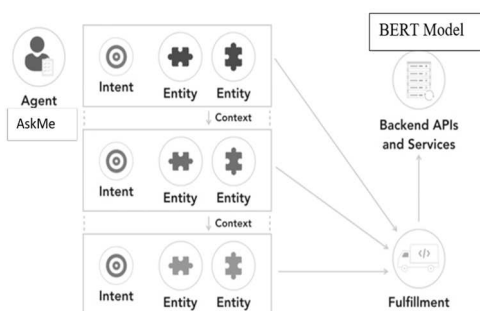 BERT Model
Agent
AskMe
Intent
Entity
Entity
Context
Intent
Entity
Entity
Context
Intent
Entity
Entity
Backend APIs
and Services
</>
Fulfillment